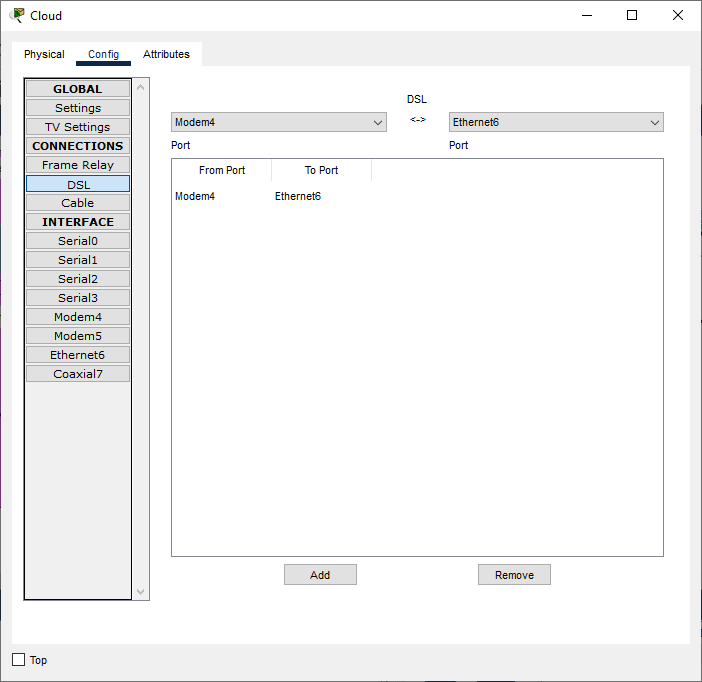 Cloud
Physical Config Attributes
GLOBAL
Settings
TV Settings
CONNECTIONS
Frame Relay
DSL
Cable
INTERFACE
Serial0
Serial1
Serial2
Serial3
Modem4
Modem5
Ethernet6
Coaxial7
DSL
Modem4 <-> Ethernet6
Port Port
From Port To Port
Modem4 Ethernet6
Add Remove
Top